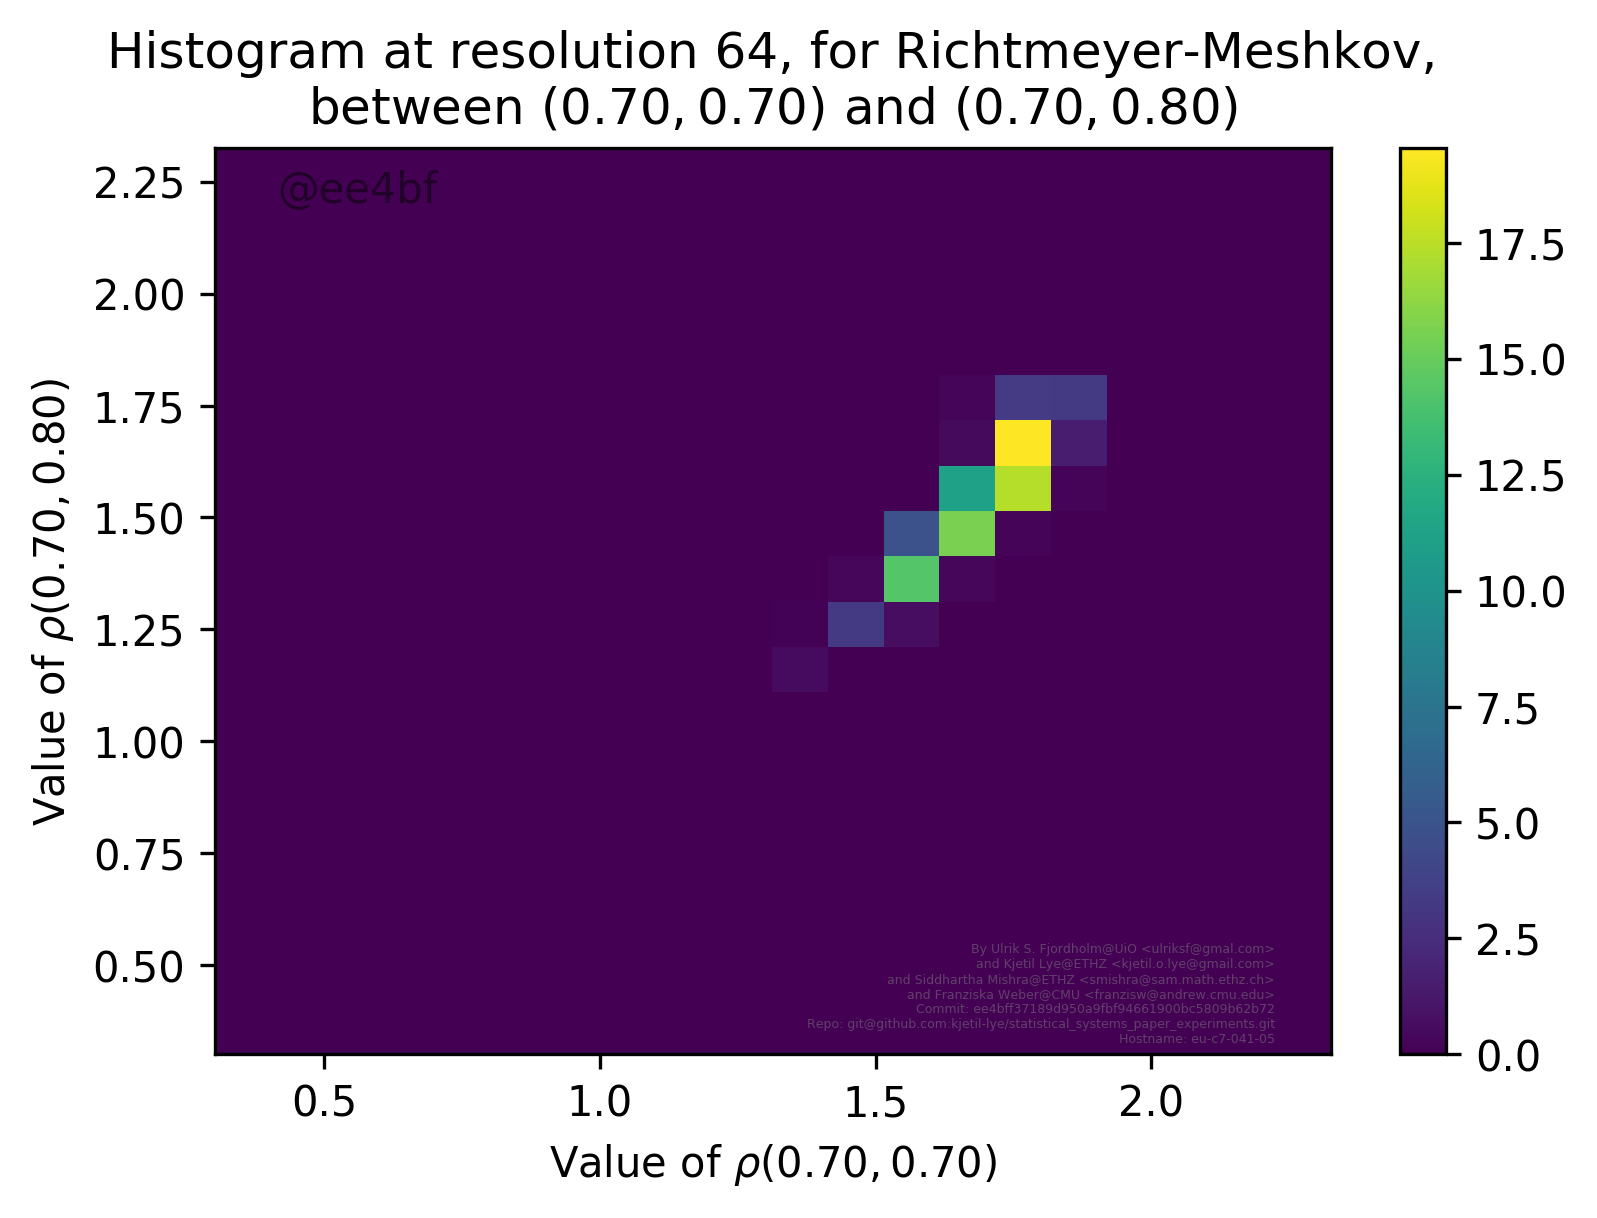 Histogram at resolution 64, for Richtmeyer-Meshkov,
between (0.70, 0.70) and (0.70, 0.80)
@ee4bf
2.25
2.00
1.75
1.50
1.25
1.00
0.75
0.50
Value of ρ(0.70, 0.80)
0.5
1.0
1.5
2.0
Value of ρ(0.70, 0.70)
17.5
15.0
12.5
10.0
7.5
5.0
2.5
0.0
By Ulrik S. Fjordholm@UiO <ulriksf@gmal.com>
and Kjetil Lye@ETHZ <kjetil.o.lye@gmail.com>
and Siddhartha Mishra@ETHZ <smishra@sam.math.ethz.ch>
and Franziska Weber@CMU <franzisw@andrew.cmu.edu>
Commit: ee4bff37189d950a9fbf94661900bc5809b62b72
Repo: git@github.com:kjetil-lye/statistical_systems_paper_experiments.git
Hostname: eu-c7-041-05